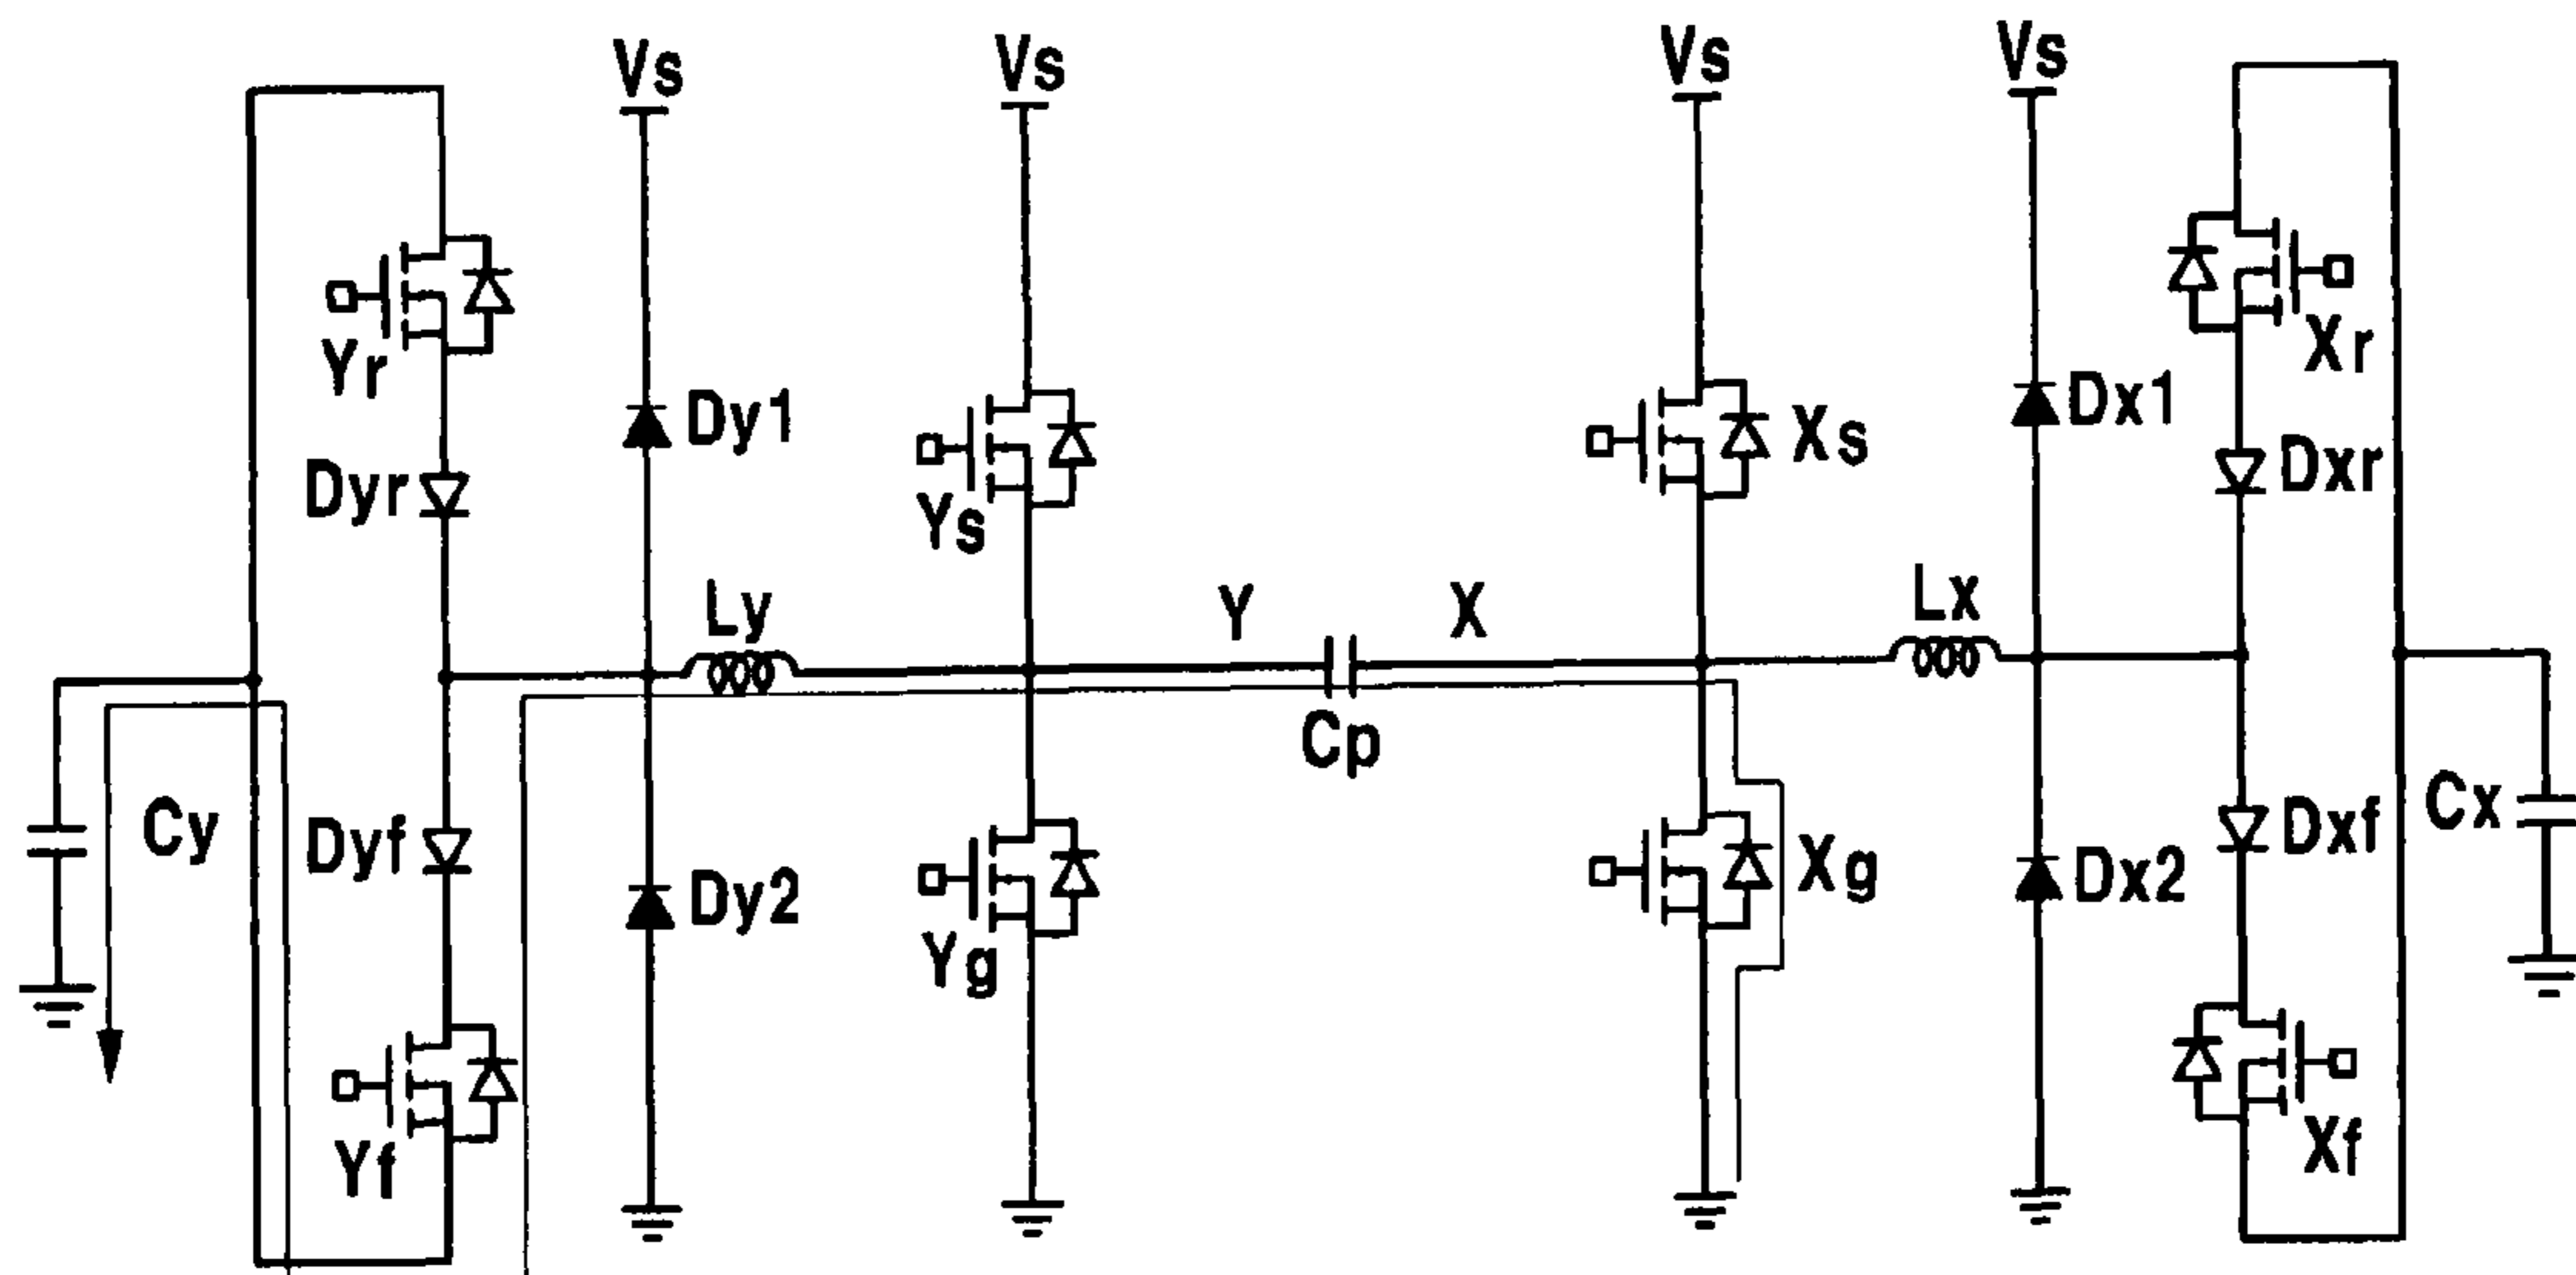 Vs
Vs
Vs
Vs
Yr
Xr
Dy1
Dx1
Xs
Dyr
Dxr
Ys
Ly
Y
X
Lx
Cp
Cy
Dyf
Cx
Dxf
Dy2
Xg
Dx2
Yg
Yf
Xf